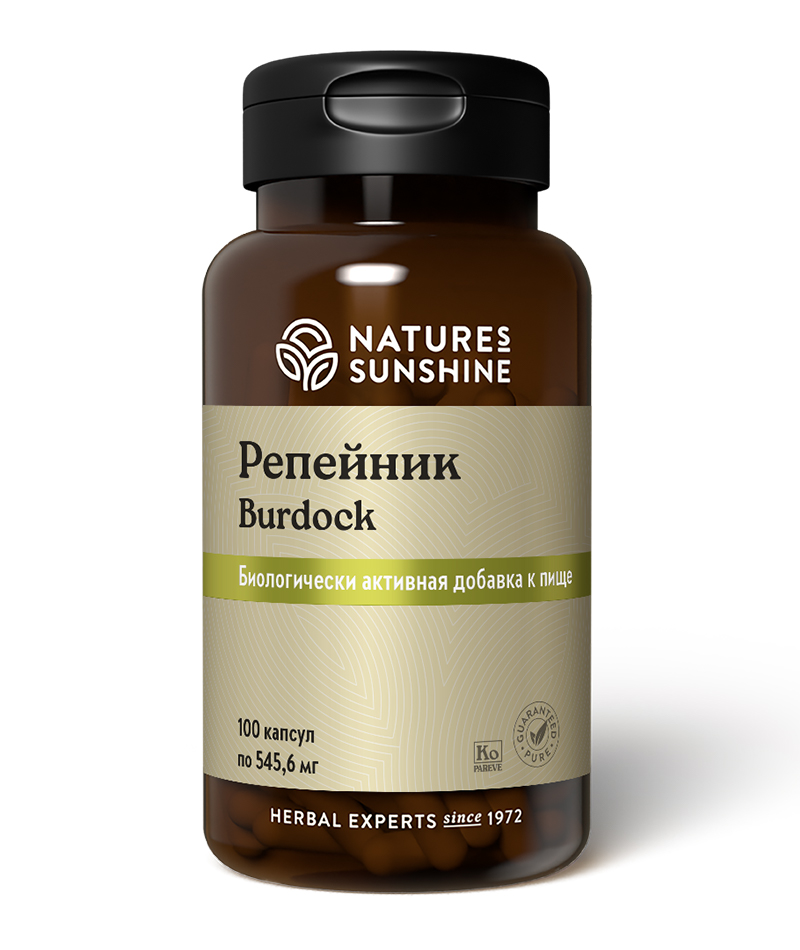 NATURES
SUNSHINE
Репейник
Burdock
Биологически активная добавка к пище
100 капсул
по 545,6 мг
Ko
PAREVE
GUARANTEED
• PURE •
HERBAL EXPERTS since 1972